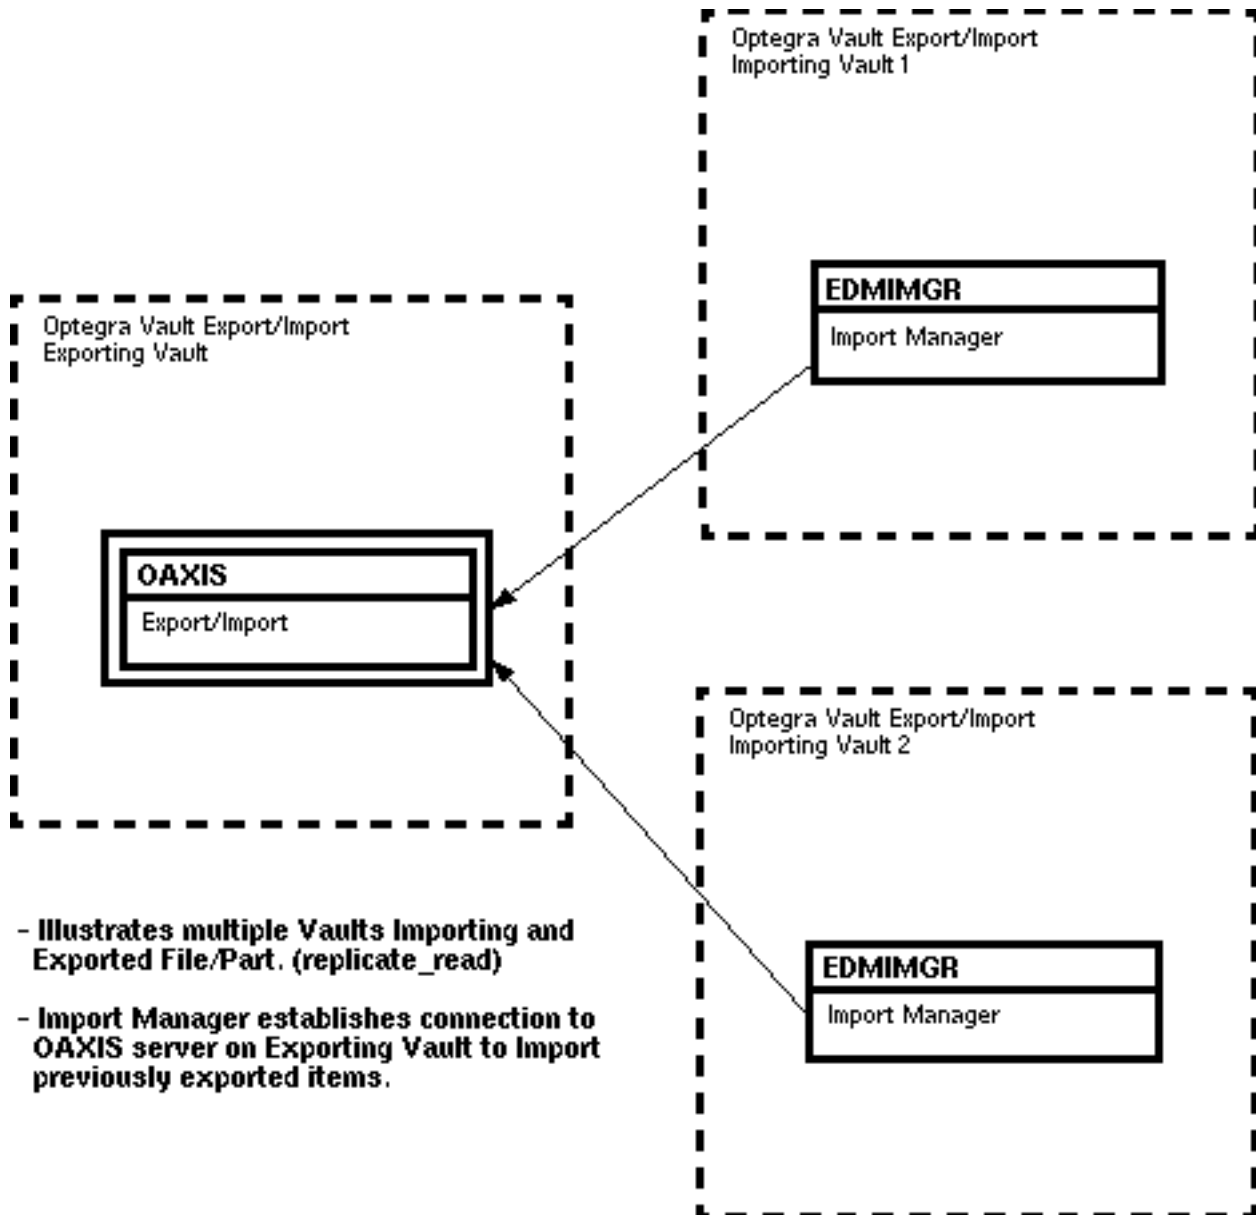 Optegra Vault Export/Import
Importing Vault 1
EDMIMGR
Import Manager
Optegra Vault Export/Import
Exporting Vault
OAXIS
Export/Import
Optegra Vault Export/Import
Importing Vault 2
EDMIMGR
Import Manager
- Illustrates multiple Vaults Importing and
Exported File/Part. (replicate_read)
- Import Manager establishes connection to
OAXIS server on Exporting Vault to Import
previously exported items.